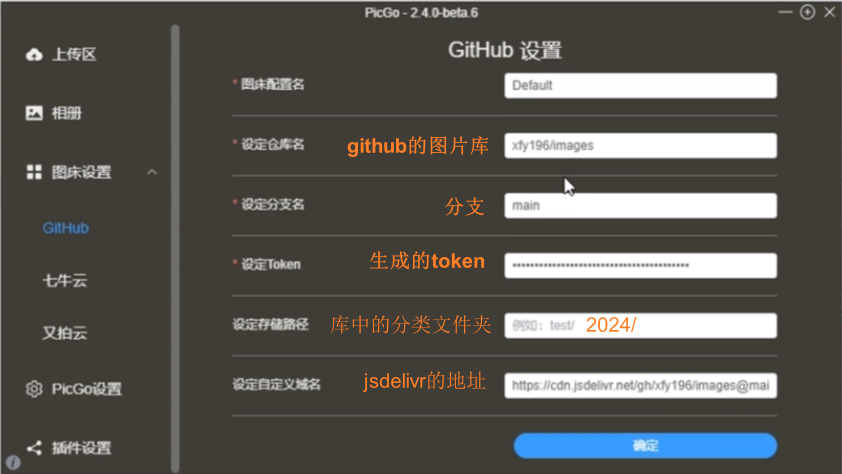 PicGo - 2.4.0-beta.6
上传区
相册
图床设置
GitHub
七牛云
又拍云
PicGo设置
插件设置
GitHub 设置
* 图床配置名 Default
* 设定仓库名 github的图片库 xfy196/images
* 设定分支名 分支 main
* 设定Token 生成的token
设定存储路径 库中的分类文件夹 例如：test/ 2024/
设定自定义域名 jsdelivr的地址 https://cdn.jsdelivr.net/gh/xfy196/images@mai
确定